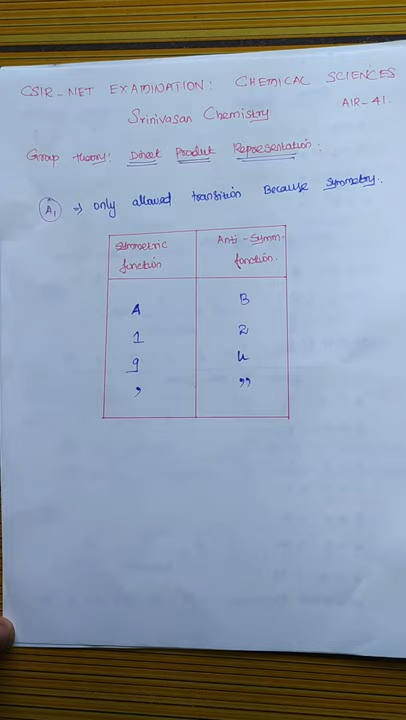 CSIR-NET EXAMINATION: CHEMICAL SCIENCES
Srinivasan Chemistry AIR-41.
Group theory: Direct Product Representation:
A1 → only allowed transition Because symmetry.
Symmetric function Anti-Symm. function.
A B
1 2
g u
' ''